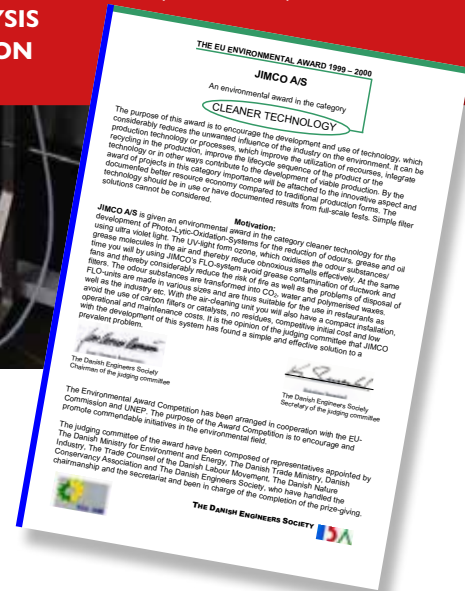 YSIS
ON
THE EU ENVIRONMENTAL AWARD 1999 – 2000
JIMCO A/S
An environmental award in the category
CLEANER TECHNOLOGY
The purpose of this award is to encourage the development and use of technology, which
considerably reduces the unwanted influence of the industry on the environment. It can be
production technology or processes, which improve the utilization of recourses, integrate
recycling in the production, improve the lifecycle sequence of the product or the
technology or in other ways contribute to the development of viable production. By the
award of projects in this category importance will be attached to the innovative aspect and
documented better resource economy compared to traditional production forms. The
technology should be in use or have documented results from full-scale tests. Simple filter
solutions cannot be considered.
Motivation:
JIMCO A/S is given an environmental award in the category cleaner technology for the
development of Photo-Lytic-Oxidation-Systems for the reduction of odours, grease and oil
using ultra violet light. The UV-light form ozone, which oxidised the odour substances/
grease molecules in the air and thereby reduce obnoxious smells effectively. At the same
time you will by using JIMCO's FLO-system avoid grease contamination of ductwork and
fans and thereby considerably reduce the risk of fire as well as the problems of disposal of
filters. The odour substances are transformed into CO2, water and polymerised waxes.
FLO-units are made in various sizes and are thus suitable for the use in restaurants as
well as the industry etc. With the air-cleaning unit you will also have a compact installation,
avoid the use of carbon filters or catalysts, no residues, competitive initial cost and low
operational and maintenance costs. It is the opinion of the judging committee that JIMCO
with the development of this system has found a simple and effective solution to a
prevalent problem.
The Danish Engineers Society
Chairman of the judging committee
The Danish Engineers Society
Secretary of the judging committee
The Environmental Award Competition has been arranged in cooperation with the EU-
Commission and UNEP. The purpose of the Award Competition is to encourage and
promote commendable initiatives in the environmental field.
The judging committee of the award have been composed of representatives appointed by
The Danish Ministry for Environment and Energy, The Danish Trade Ministry, Danish
Industry, The Trade Counsel of the Danish Labour Movement, The Danish Nature
Conservancy Association and The Danish Engineers Society, who have handled the
chairmanship and the secretariat and been in charge of the completion of the prize-giving.
THE DANISH ENGINEERS SOCIETY